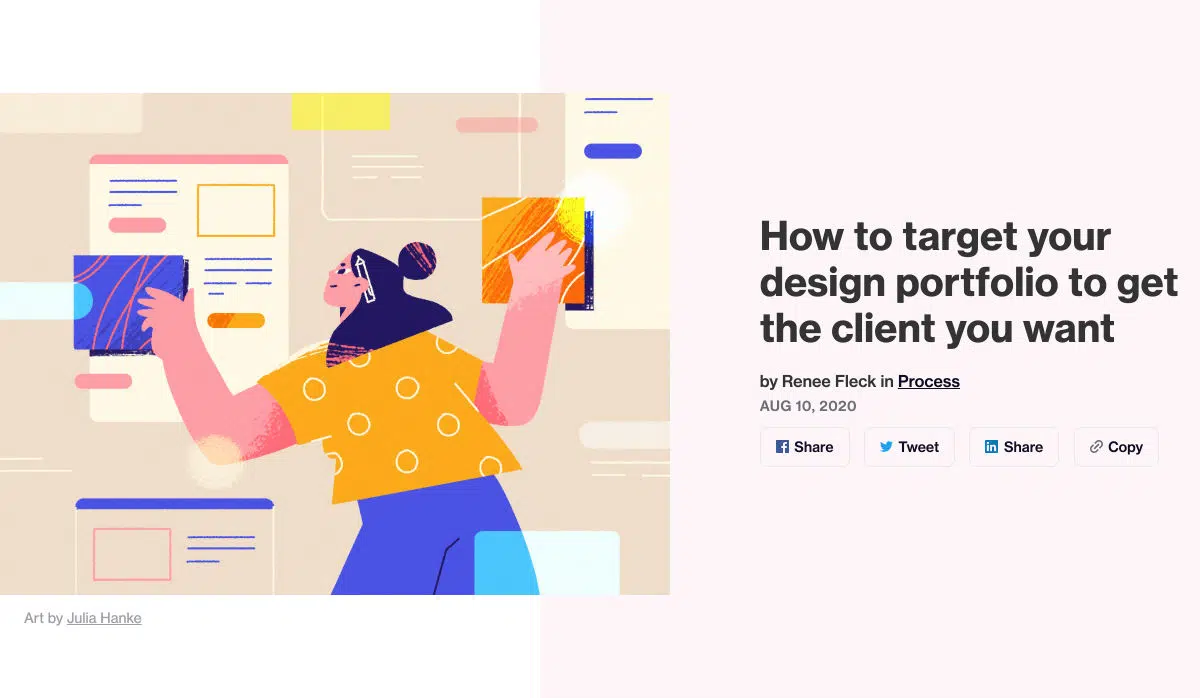 How to target your
design portfolio to get
the client you want
by Renee Fleck in Process
AUG 10, 2020
Share
Tweet
Share
Copy
Art by Julia Hanke